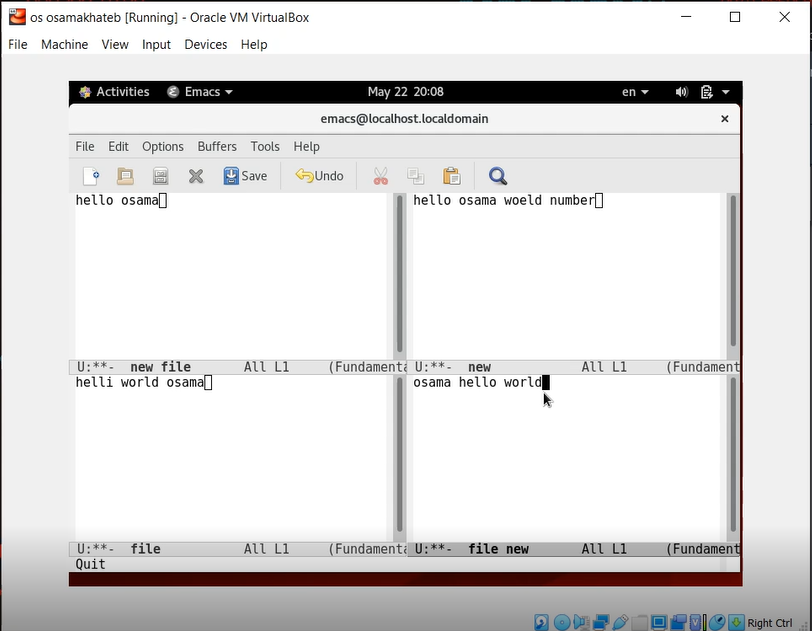 os osamakhateb [Running] - Oracle VM VirtualBox
File Machine View Input Devices Help
Activities Emacs May 22 20:08 en
emacs@localhost.localdomain
File Edit Options Buffers Tools Help
Save Undo
hello osama
hello osama woeld number
U:**- new file All L1 (Fundamenta
U:**- new All L1 (Fundament
helli world osama
osama hello world
U:**- file All L1 (Fundamenta
U:**- file new All L1 (Fundament
Quit
Right Ctrl